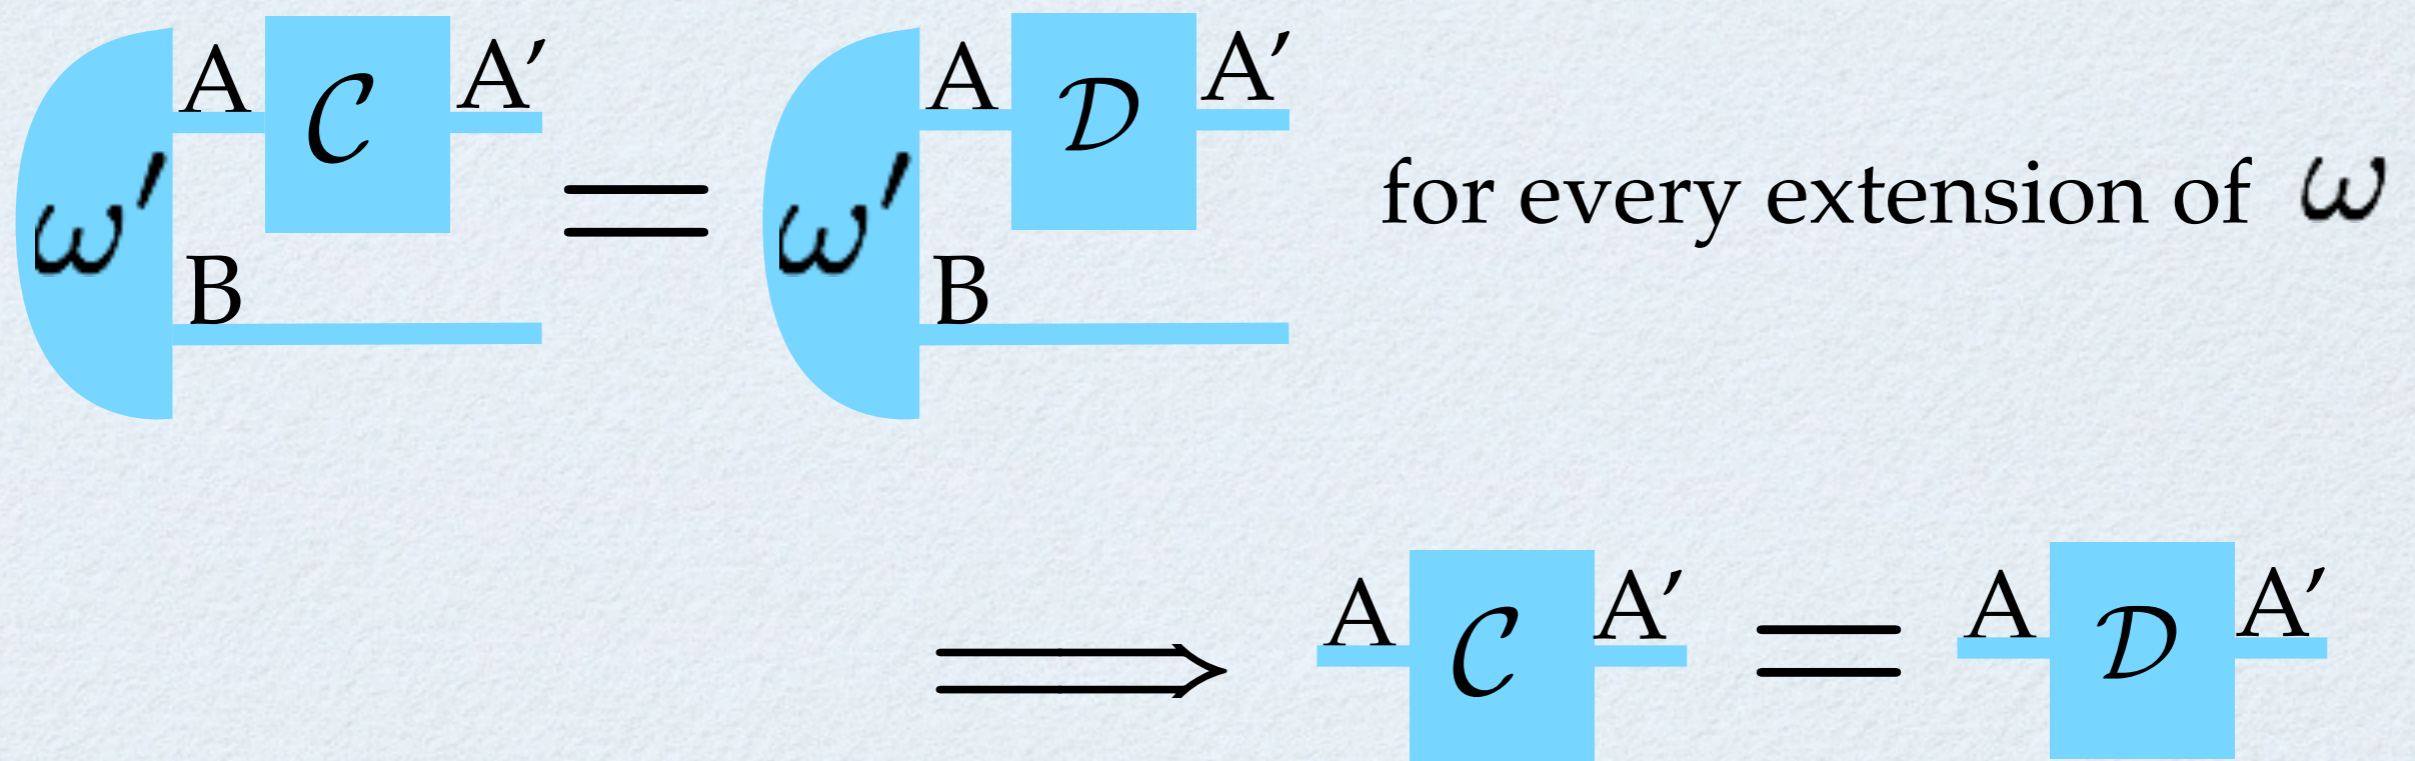 A 𝒞 A′ = A 𝒟 A′
ω′ ω′ for every extension of ω
B B
⟹ A 𝒞 A′ = A 𝒟 A′